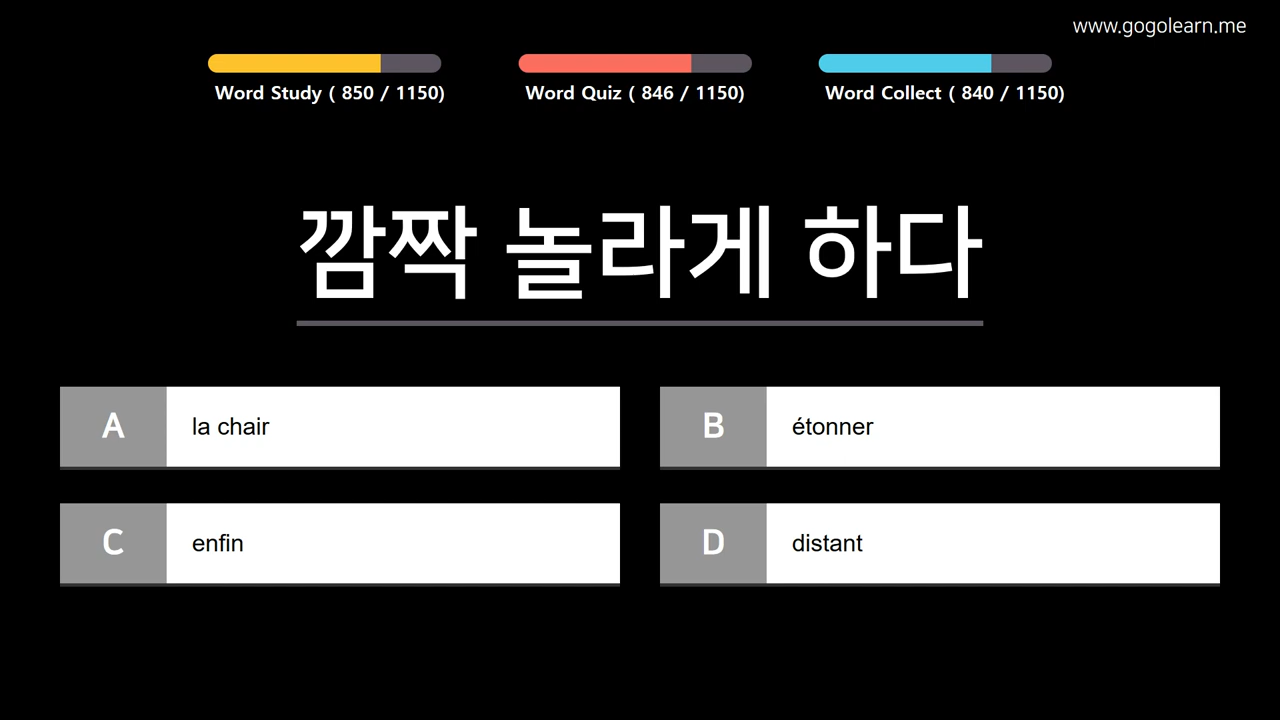 www.gogolearn.me
Word Study ( 850 / 1150)
Word Quiz ( 846 / 1150)
Word Collect ( 840 / 1150)
깜짝 놀라게 하다
A la chair
B étonner
C enfin
D distant